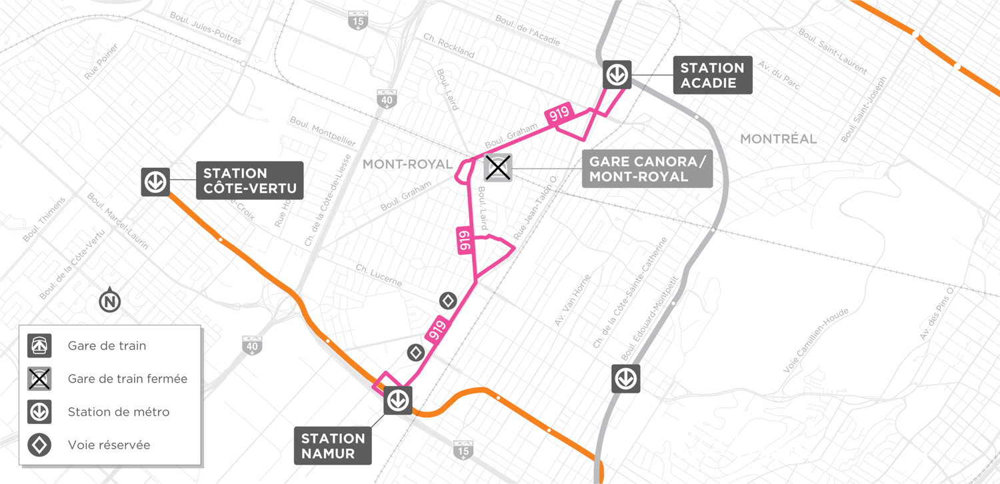 Boul. Jules-Poitras
15
Boul. de l'Acadie
Boul. Saint-Laurent
Rue Poirier
Ch. Rockland
STATION
ACADIE
Av. du Parc
Boul. Laird
40
Boul. Saint-Joseph
919
Boul. Montpellier
Boul. Graham
MONTRÉAL
MONT-ROYAL
GARE CANORA/
MONT-ROYAL
STATION
CÔTE-VERTU
Boul. Thimens
Boul. Marcel-Laurin
-Croix
Rue Ho
Ch. de la Côte-de-Liesse
Boul. Graham
Boul. Laird
Rue Jean-Talon O.
919
Boul. de la Côte-Vertu
Ch. Lucerne
Av. Van Horne
Ch. de la Côte-Sainte-Catherine
Boul. Édouard-Montpetit
Voie Camillien-Houde
Av. des Pins O.
N
919
40
Gare de train
Gare de train fermée
Station de métro
Voie réservée
STATION
NAMUR
15